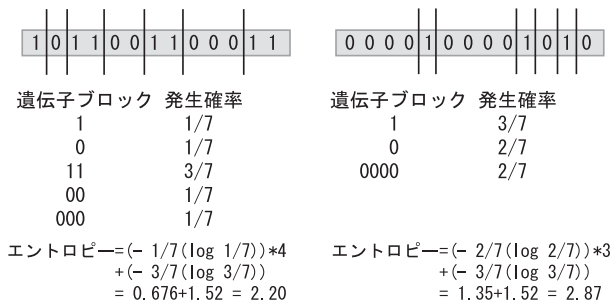 1 0 1 1 0 0 1 1 0 0 0 1 1
遺伝子ブロック 発生確率
1 1/7
0 1/7
11 3/7
00 1/7
000 1/7
エントロピー=(- 1/7(log 1/7))*4
+(- 3/7(log 3/7))
= 0.676+1.52 = 2.20
0 0 0 0 1 0 0 0 0 1 0 1 0
遺伝子ブロック 発生確率
1 3/7
0 2/7
0000 2/7
エントロピー=(- 2/7(log 2/7))*3
+(- 3/7(log 3/7))
= 1.35+1.52 = 2.87